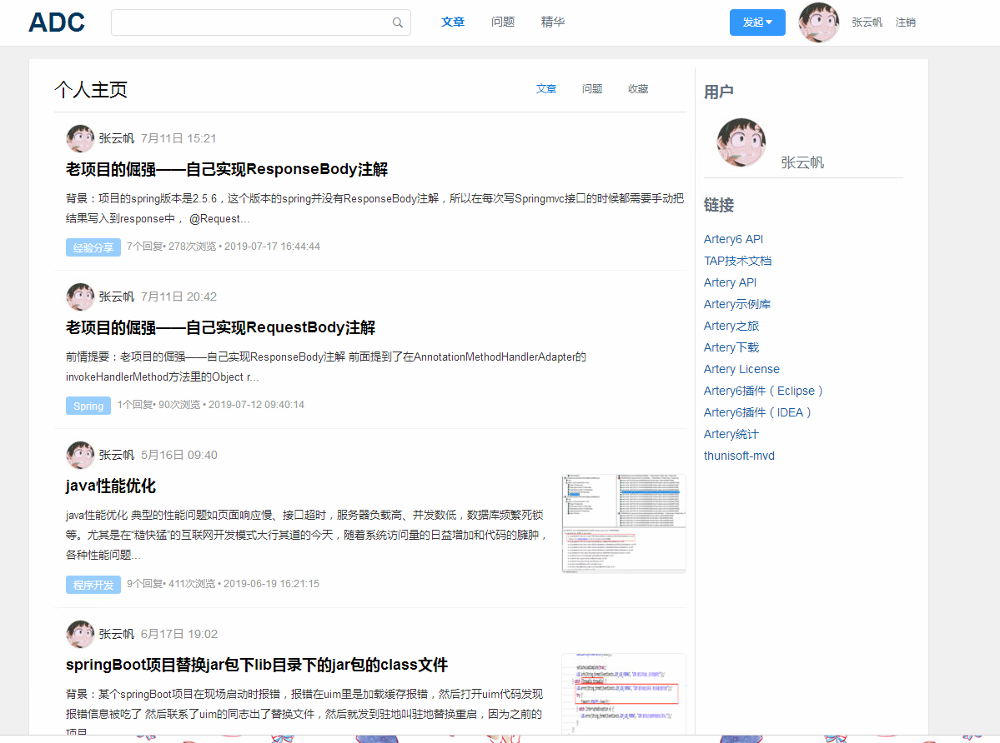 ADC
文章 问题 精华
发起
张云帆 注销
个人主页
文章 问题 收藏
张云帆 7月11日 15:21
老项目的倔强——自己实现ResponseBody注解
背景：项目的spring版本是2.5.6，这个版本的spring并没有ResponseBody注解，所以在每次写Springmvc接口的时候都需要手动把
结果写入到response中， @Request...
经验分享 7个回复• 278次浏览 • 2019-07-17 16:44:44
张云帆 7月11日 20:42
老项目的倔强——自己实现RequestBody注解
前情提要：老项目的倔强——自己实现ResponseBody注解 前面提到了在AnnotationMethodHandlerAdapter的
invokeHandlerMethod方法里的Object r...
Spring 1个回复• 90次浏览 • 2019-07-12 09:40:14
张云帆 5月16日 09:40
java性能优化
java性能优化 典型的性能问题如页面响应慢、接口超时，服务器负载高、并发数低，数据库频繁死锁
等。尤其是在“糙快猛”的互联网开发模式大行其道的今天，随着系统访问量的日益增加和代码的臃肿，
各种性能问题...
程序开发 9个回复• 411次浏览 • 2019-06-19 16:21:15
张云帆 6月17日 19:02
springBoot项目替换jar包下lib目录下的jar包的class文件
背景：某个springBoot项目在现场启动时报错，报错在uim里是加载缓存报错，然后打开uim代码发现
报错信息被吃了 然后联系了uim的同志出了替换文件，然后就发到驻地叫驻地替换重启，因为之前的
项目
用户
张云帆
链接
Artery6 API
TAP技术文档
Artery API
Artery示例库
Artery之旅
Artery下载
Artery License
Artery6插件（Eclipse）
Artery6插件（IDEA）
Artery统计
thunisoft-mvd